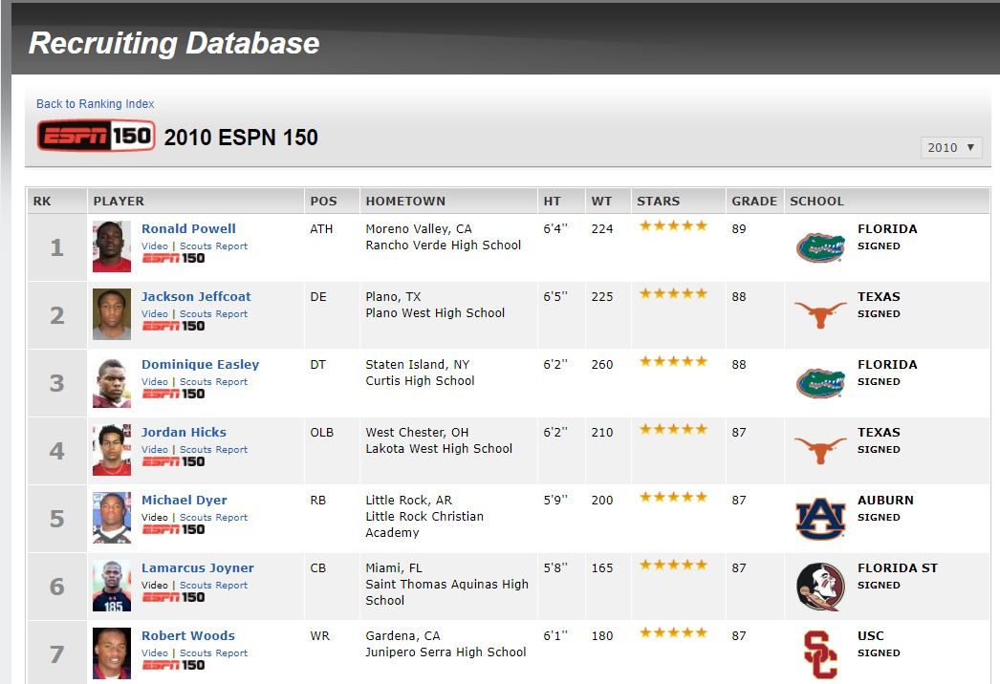 Recruiting Database
Back to Ranking Index
ESPN 150 2010 ESPN 150
2010 ▼
RK PLAYER POS HOMETOWN HT WT STARS GRADE SCHOOL
1 Ronald Powell ATH Moreno Valley, CA 6'4" 224 89 FLORIDA
Video | Scouts Report Rancho Verde High School SIGNED
ESPN 150
2 Jackson Jeffcoat DE Plano, TX 6'5" 225 88 TEXAS
Video | Scouts Report Plano West High School SIGNED
ESPN 150
3 Dominique Easley DT Staten Island, NY 6'2" 260 88 FLORIDA
Video | Scouts Report Curtis High School SIGNED
ESPN 150
4 Jordan Hicks OLB West Chester, OH 6'2" 210 87 TEXAS
Video | Scouts Report Lakota West High School SIGNED
ESPN 150
5 Michael Dyer RB Little Rock, AR 5'9" 200 87 AU AUBURN
Video | Scouts Report Little Rock Christian SIGNED
ESPN 150 Academy
6 Lamarcus Joyner CB Miami, FL 5'8" 165 87 FLORIDA ST
Video | Scouts Report Saint Thomas Aquinas High SIGNED
ESPN 150 School
185
7 Robert Woods WR Gardena, CA 6'1" 180 87 SC USC
Video | Scouts Report Junipero Serra High School SIGNED
ESPN 150